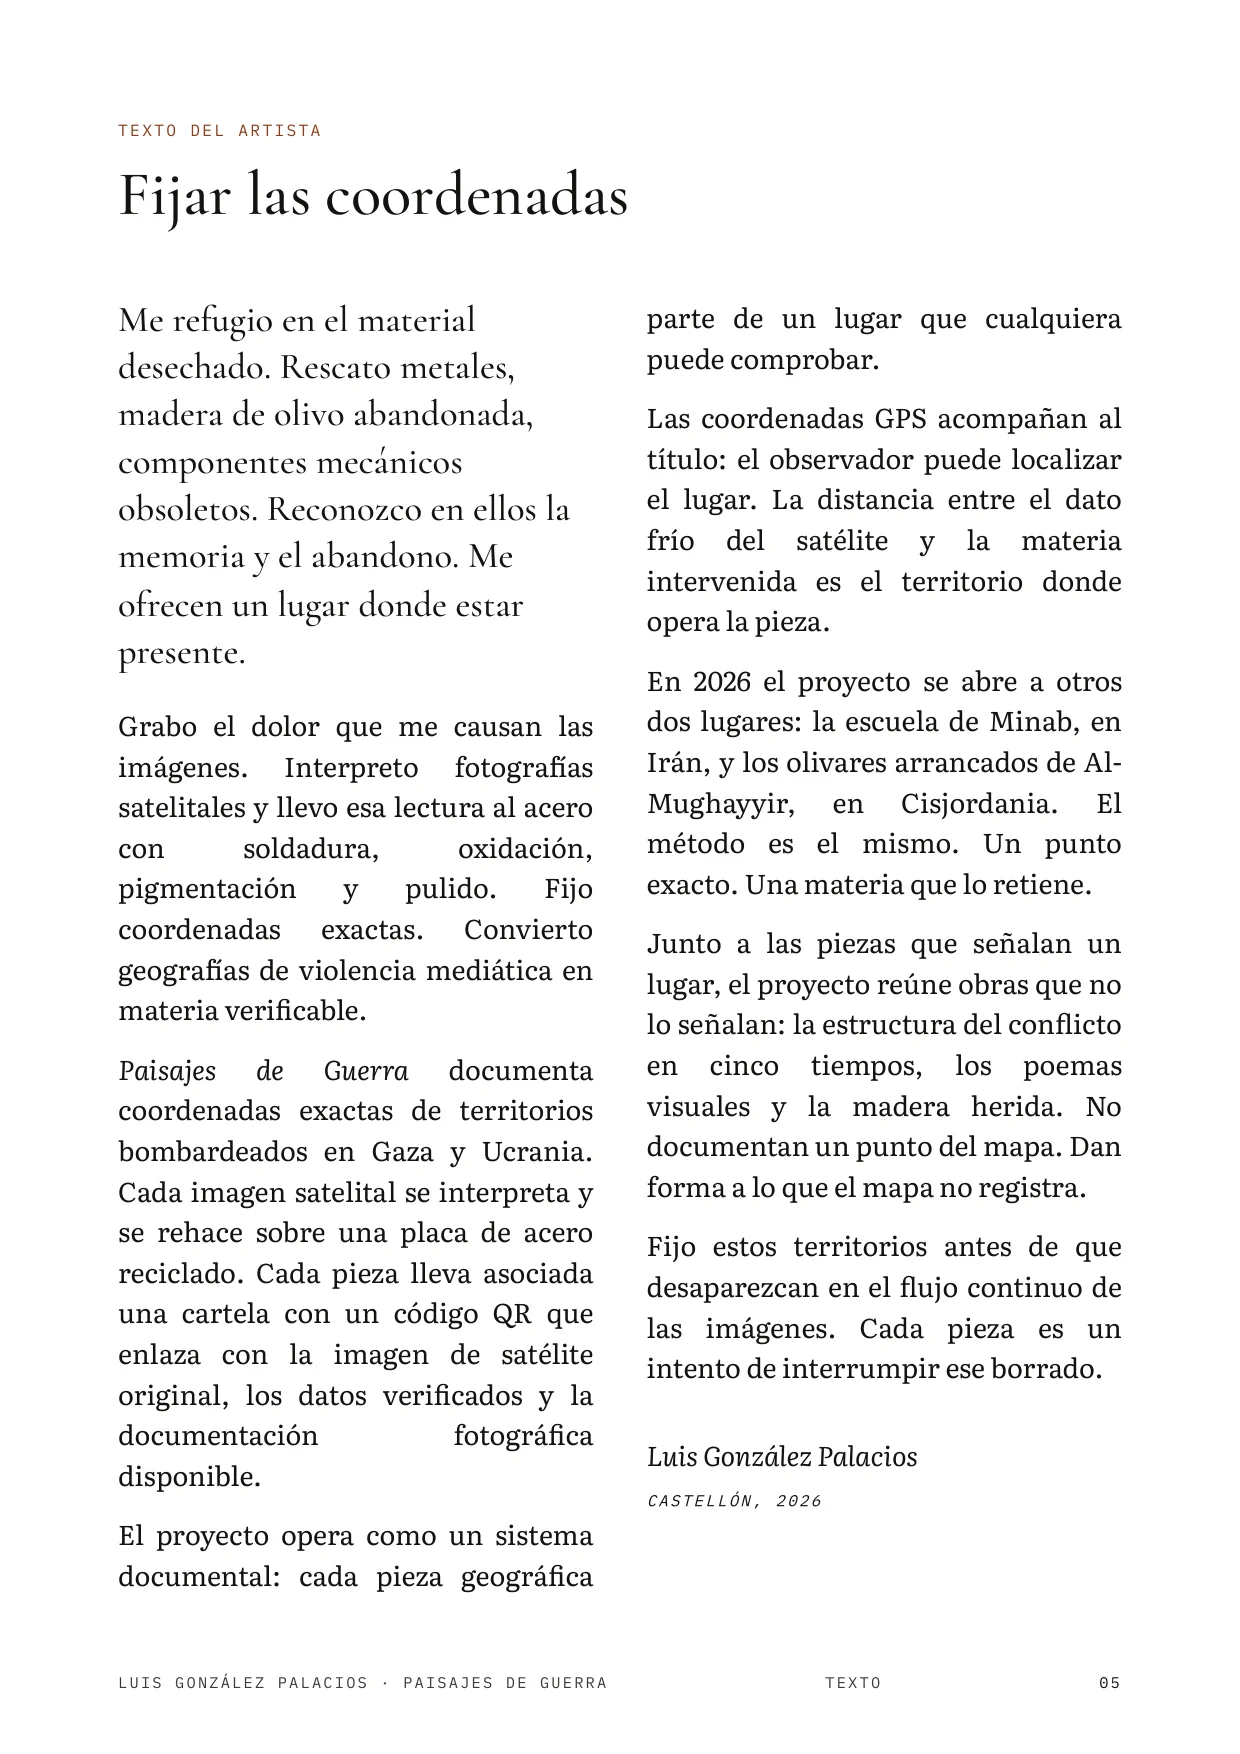 TEXTO DEL ARTISTA
Fijar las coordenadas
Me refugio en el material
desechado. Rescato metales,
madera de olivo abandonada,
componentes mecánicos
obsoletos. Reconozco en ellos la
memoria y el abandono. Me
ofrecen un lugar donde estar
presente.
Grabo el dolor que me causan las
imágenes. Interpreto fotografías
satelitales y llevo esa lectura al acero
con soldadura, oxidación,
pigmentación y pulido. Fijo
coordenadas exactas. Convierto
geografías de violencia mediática en
materia verificable.
Paisajes de Guerra documenta
coordenadas exactas de territorios
bombardeados en Gaza y Ucrania.
Cada imagen satelital se interpreta y
se rehace sobre una placa de acero
reciclado. Cada pieza lleva asociada
una cartela con un código QR que
enlaza con la imagen de satélite
original, los datos verificados y la
documentación fotográfica
disponible.
El proyecto opera como un sistema
documental: cada pieza geográfica
parte de un lugar que cualquiera
puede comprobar.
Las coordenadas GPS acompañan al
título: el observador puede localizar
el lugar. La distancia entre el dato
frío del satélite y la materia
intervenida es el territorio donde
opera la pieza.
En 2026 el proyecto se abre a otros
dos lugares: la escuela de Minab, en
Irán, y los olivares arrancados de Al-
Mughayyir, en Cisjordania. El
método es el mismo. Un punto
exacto. Una materia que lo retiene.
Junto a las piezas que señalan un
lugar, el proyecto reúne obras que no
lo señalan: la estructura del conflicto
en cinco tiempos, los poemas
visuales y la madera herida. No
documentan un punto del mapa. Dan
forma a lo que el mapa no registra.
Fijo estos territorios antes de que
desaparezcan en el flujo continuo de
las imágenes. Cada pieza es un
intento de interrumpir ese borrado.
Luis González Palacios
CASTELLÓN, 2026
LUIS GONZÁLEZ PALACIOS · PAISAJES DE GUERRA TEXTO 05